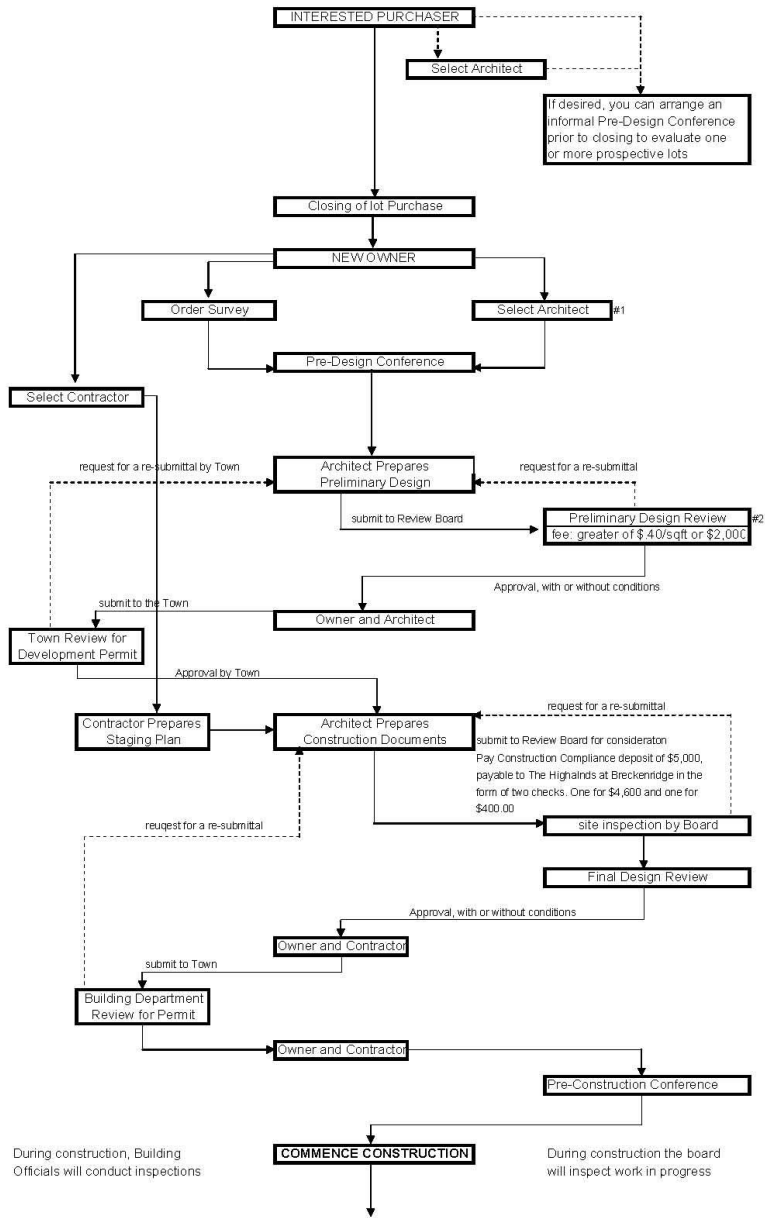 INTERESTED PURCHASER
Select Architect
If desired, you can arrange an
informal Pre-Design Conference
prior to closing to evaluate one
or more prospective lots
Closing of lot Purchase
NEW OWNER
Order Survey
Select Architect
#1
Pre-Design Conference
Select Contractor
request for a re-submittal by Town
Architect Prepares
Preliminary Design
request for a re-submittal
submit to Review Board
Preliminary Design Review
#2
fee: greater of $.40/sqft or $2,000
Approval, with or without conditions
submit to the Town
Owner and Architect
Town Review for
Development Permit
Approval by Town
request for a re-submittal
Contractor Prepares
Staging Plan
Architect Prepares
Construction Documents
submit to Review Board for consideraton
Pay Construction Compliance deposit of $5,000,
payable to The Highalnds at Breckenridge in the
form of two checks. One for $4,600 and one for
$400.00
reuqest for a re-submittal
site inspection by Board
Final Design Review
Approval, with or without conditions
Owner and Contractor
submit to Town
Building Department
Review for Permit
Owner and Contractor
Pre-Construction Conference
During construction, Building
Officials will conduct inspections
COMMENCE CONSTRUCTION
During construction the board
will inspect work in progress